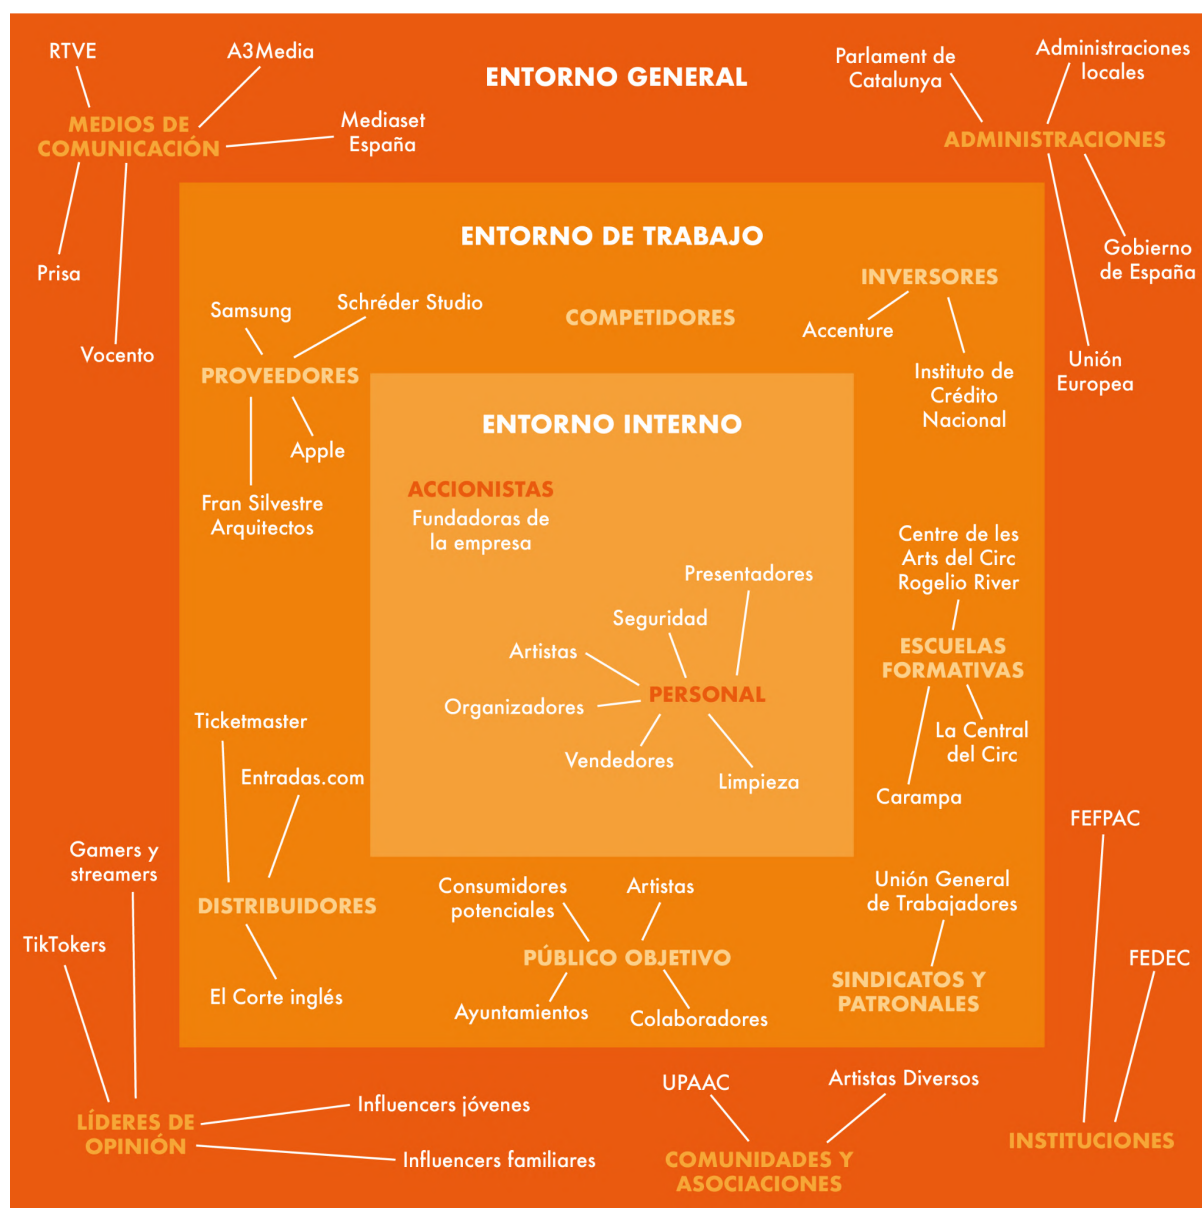 ENTORNO GENERAL
RTVE
A3Media
Mediaset
España
MEDIOS DE
COMUNICACIÓN
Prisa
Vocento
Parlament de
Catalunya
Administraciones
locales
ADMINISTRACIONES
Gobierno
de España
Unión
Europea
ENTORNO DE TRABAJO
Samsung
Schréder Studio
PROVEEDORES
Apple
Fran Silvestre
Arquitectos
COMPETIDORES
INVERSORES
Accenture
Instituto de
Crédito
Nacional
ENTORNO INTERNO
ACCIONISTAS
Fundadoras de
la empresa
Presentadores
Seguridad
Artistas
PERSONAL
Organizadores
Vendedores
Limpieza
Centre de les
Arts del Circ
Rogelio River
ESCUELAS
FORMATIVAS
La Central
del Circ
Carampa
Ticketmaster
Entradas.com
DISTRIBUIDORES
El Corte inglés
Consumidores
potenciales
Artistas
PÚBLICO OBJETIVO
Ayuntamientos
Colaboradores
Unión General
de Trabajadores
SINDICATOS Y
PATRONALES
Gamers y
streamers
TikTokers
LÍDERES DE
OPINIÓN
Influencers jóvenes
Influencers familiares
UPAAC
Artistas Diversos
COMUNIDADES Y
ASOCIACIONES
FEFPAC
FEDEC
INSTITUCIONES